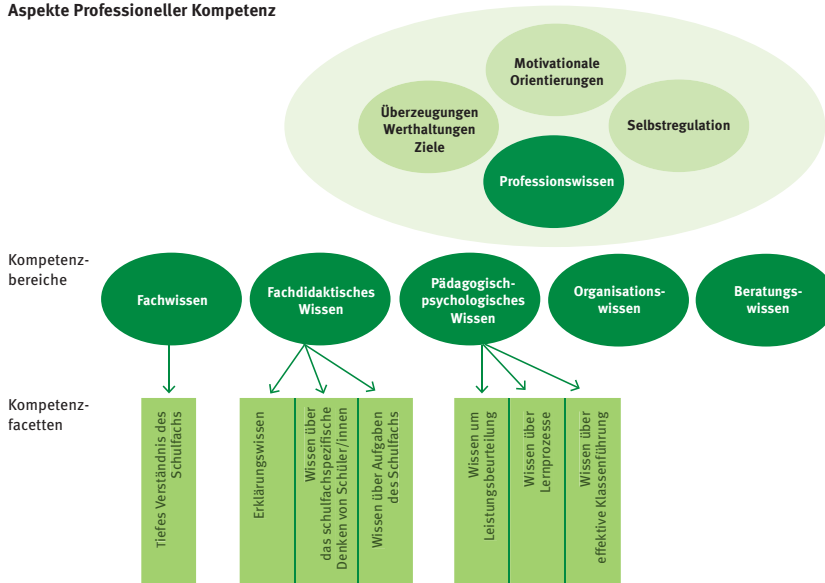 Aspekte Professioneller Kompetenz
Motivationale
Orientierungen
Überzeugungen
Werthaltungen
Ziele
Selbstregulation
Professionswissen
Kompetenz-
bereiche
Fachwissen
Fachdidaktisches
Wissen
Pädagogisch-
psychologisches
Wissen
Organisations-
wissen
Beratungs-
wissen
Kompetenz-
facetten
Tiefes Verständnis des
Schulfachs
Erklärungswissen
Wissen über
das schulfachspezifische
Denken von Schüler/innen
Wissen über Aufgaben
des Schulfachs
Wissen um
Leistungsbeurteilung
Wissen über
Lernprozesse
Wissen über
effektive Klassenführung